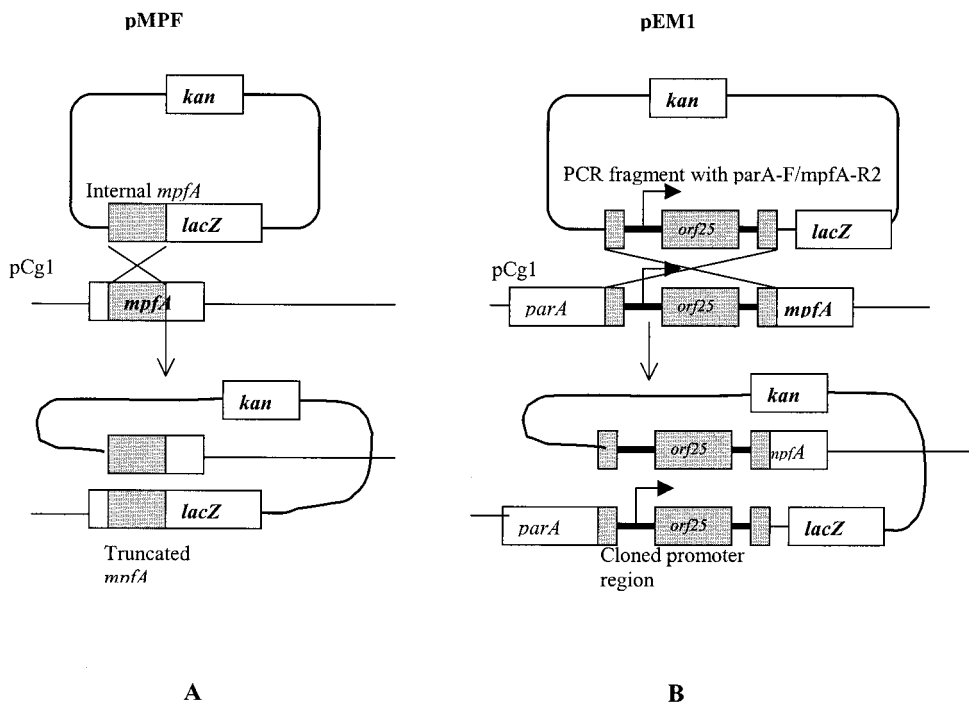 pMPF
kan
Internal mpfA
lacZ
pCg1
mpfA
kan
lacZ
Truncated
mpfA
A
pEM1
kan
PCR fragment with parA-F/mpfA-R2
orf25
lacZ
pCg1
parA
orf25
mpfA
kan
orf25
mpfA
parA
orf25
lacZ
Cloned promoter
region
B